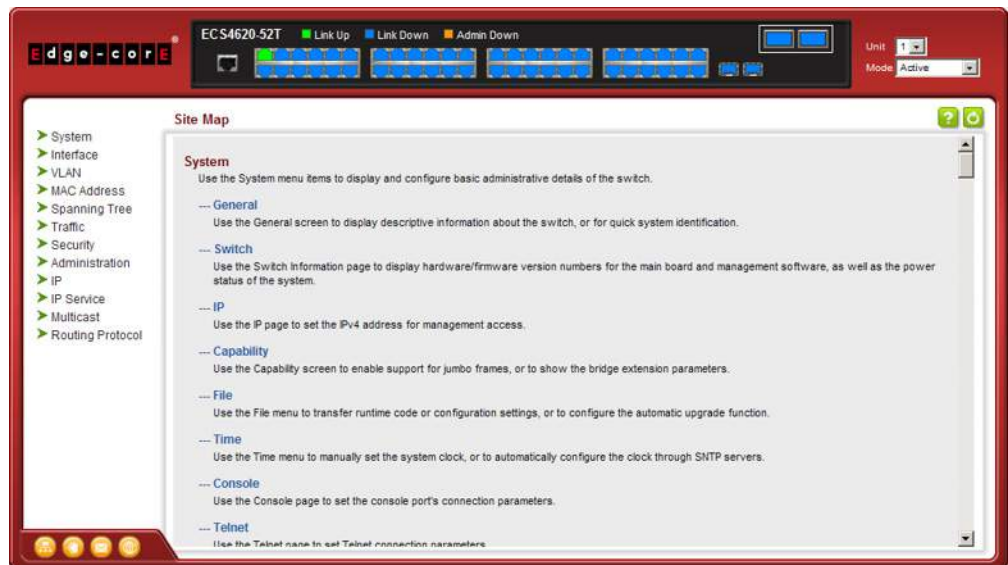 Edge-corE
ECS4620-52T
Link Up
Link Down
Admin Down
Unit
1
Mode
Active
Site Map
?
System
Interface
VLAN
MAC Address
Spanning Tree
Traffic
Security
Administration
IP
IP Service
Multicast
Routing Protocol
System
Use the System menu items to display and configure basic administrative details of the switch.
--- General
Use the General screen to display descriptive information about the switch, or for quick system identification.
--- Switch
Use the Switch Information page to display hardware/firmware version numbers for the main board and management software, as well as the power
status of the system.
--- IP
Use the IP page to set the IPv4 address for management access.
--- Capability
Use the Capability screen to enable support for jumbo frames, or to show the bridge extension parameters.
--- File
Use the File menu to transfer runtime code or configuration settings, or to configure the automatic upgrade function.
--- Time
Use the Time menu to manually set the system clock, or to automatically configure the clock through SNTP servers.
--- Console
Use the Console page to set the console port's connection parameters.
--- Telnet
Use the Telnet page to set Telnet connection parameters.